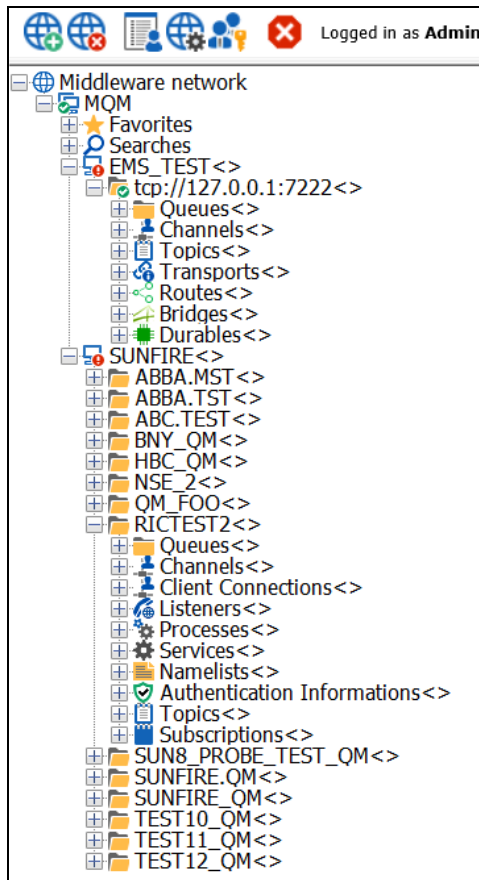 Logged in as Admin
Middleware network
MQM
Favorites
Searches
EMS_TEST<>
tcp://127.0.0.1:7222<>
Queues<>
Channels<>
Topics<>
Transports<>
Routes<>
Bridges<>
Durables<>
SUNFIRE<>
ABBA.MST<>
ABBA.TST<>
ABC.TEST<>
BNY_QM<>
HBC_QM<>
NSE_2<>
QM_FOO<>
RICTEST2<>
Queues<>
Channels<>
Client Connections<>
Listeners<>
Processes<>
Services<>
Namelists<>
Authentication Informations<>
Topics<>
Subscriptions<>
SUN8_PROBE_TEST_QM<>
SUNFIRE.QM<>
SUNFIRE_QM<>
TEST10_QM<>
TEST11_QM<>
TEST12_QM<>